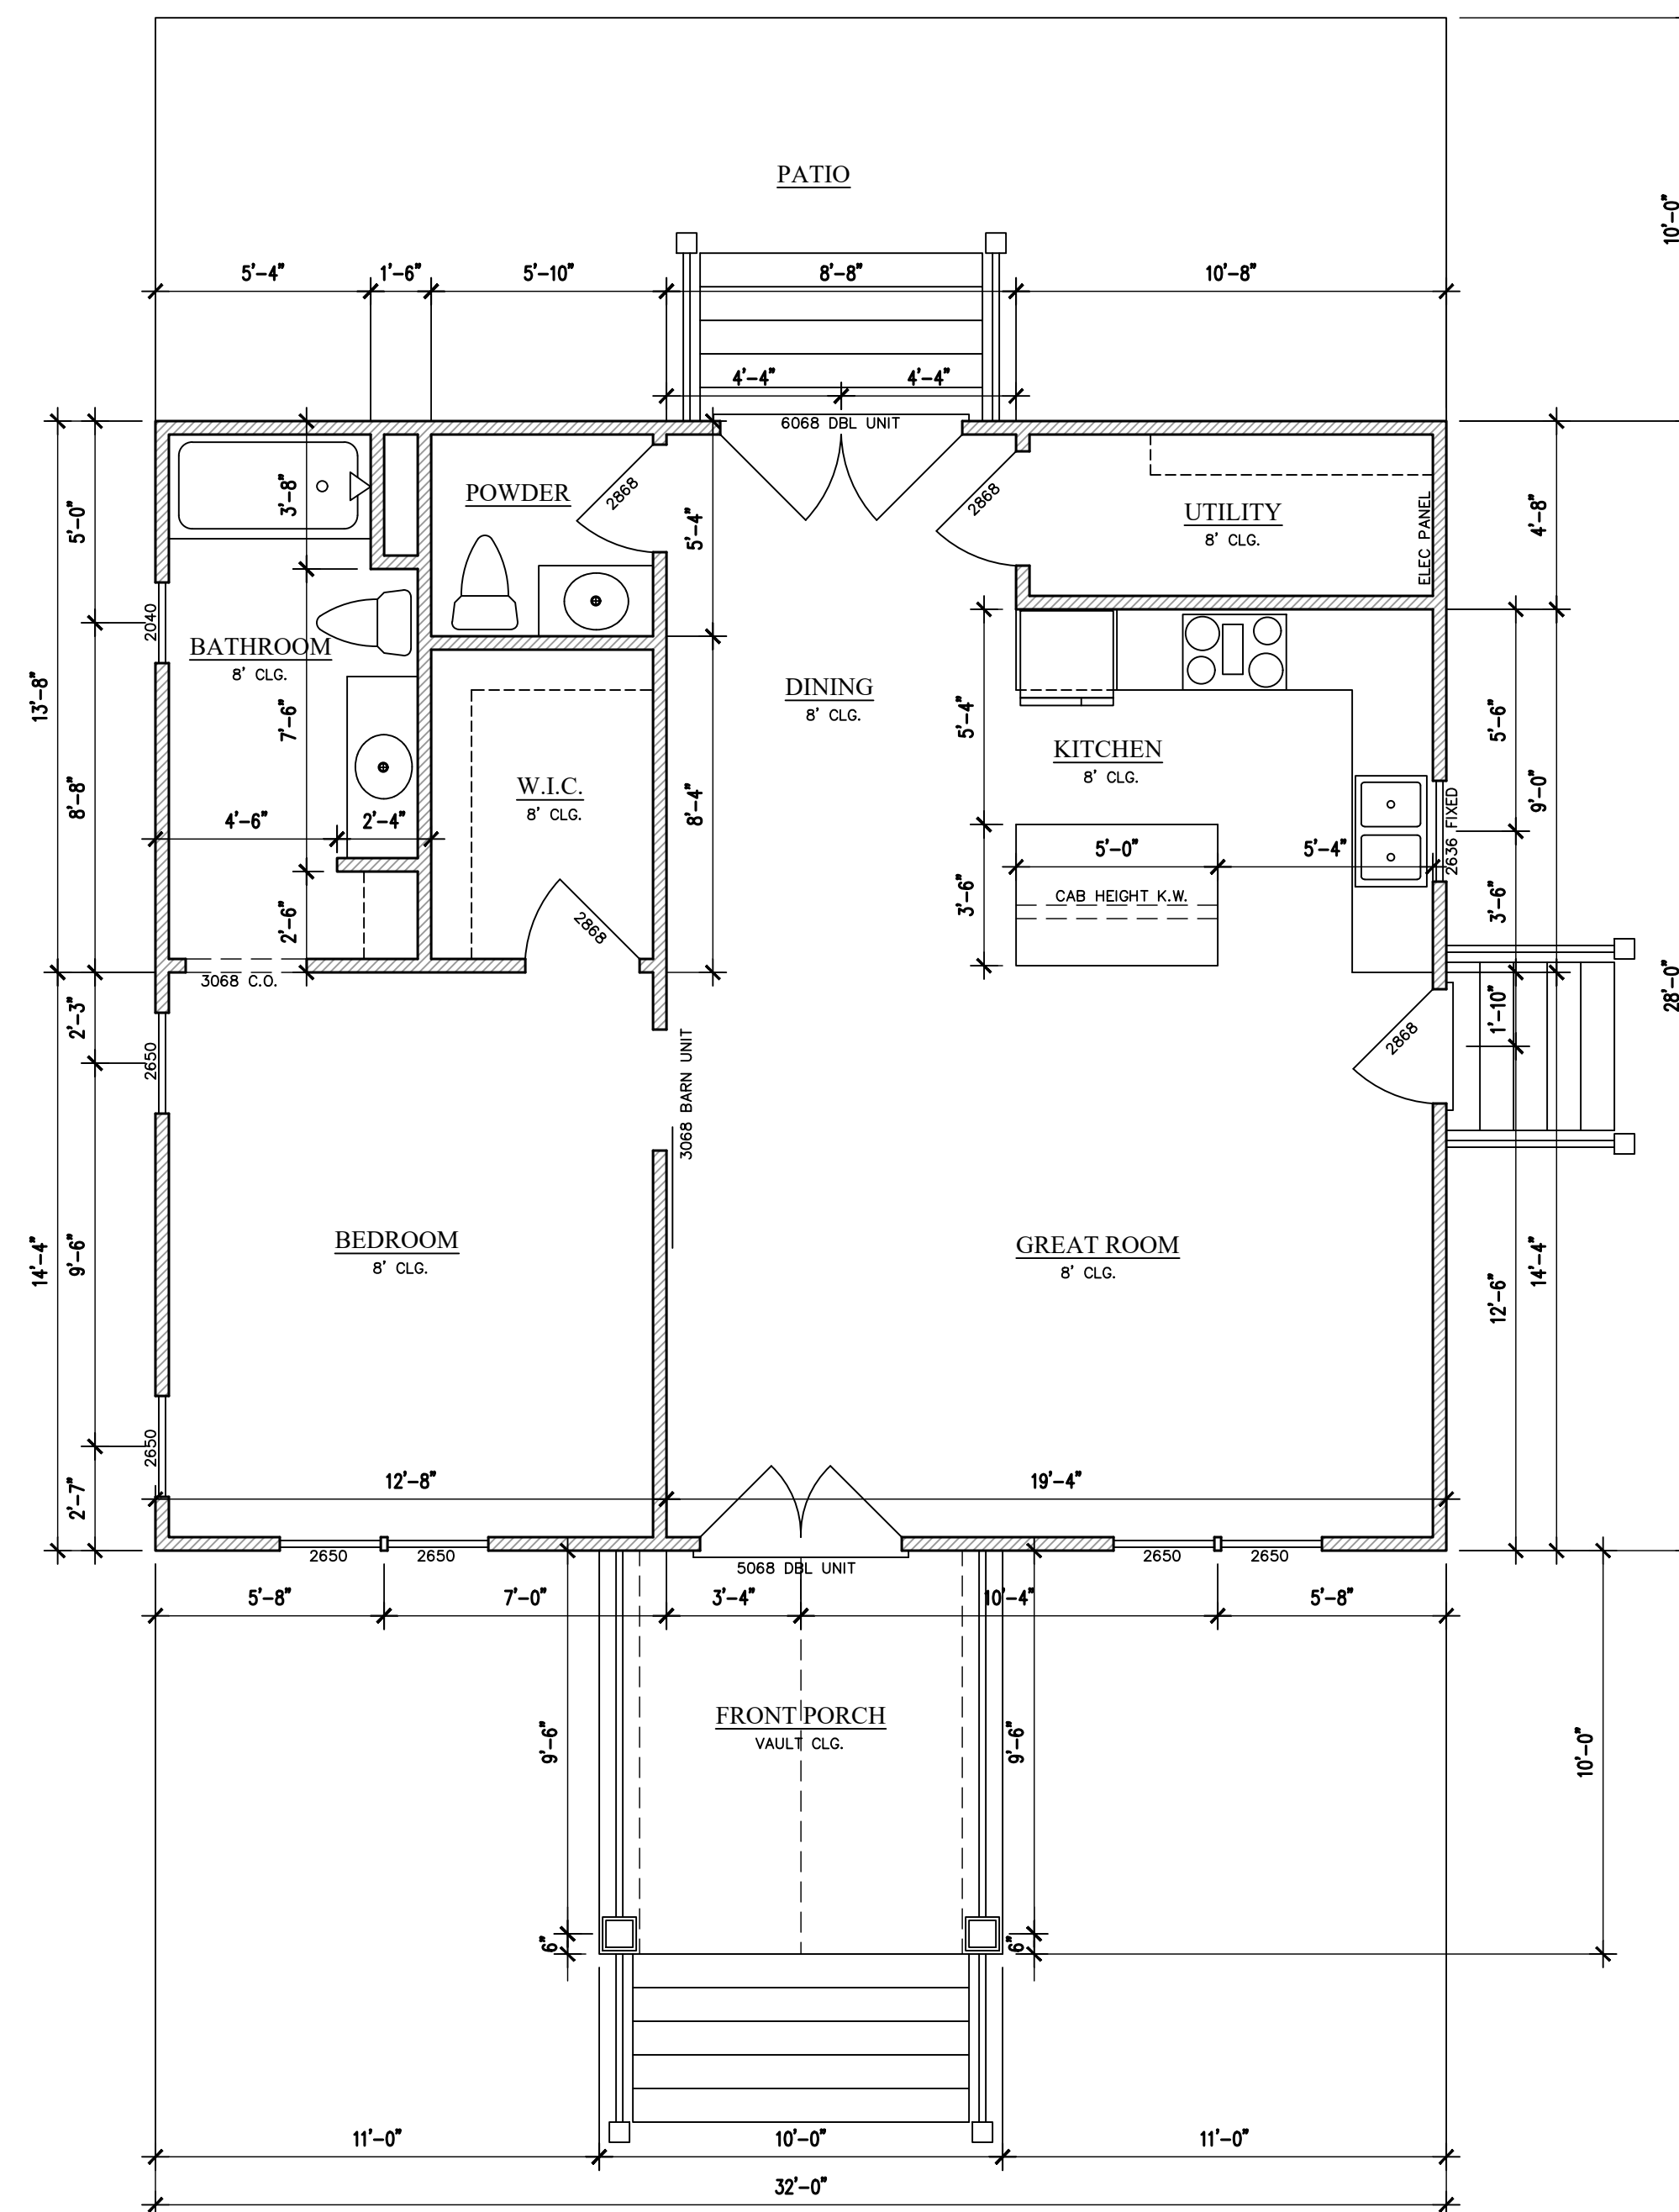 PATIO
10'-0"
5'-4"
1'-6"
5'-10"
8'-8"
10'-8"
4'-4"
4'-4"
6068 DBL UNIT
POWDER
2868
2868
UTILITY
8' CLG.
ELEC PANEL
3'-8"
5'-4"
5'-0"
4'-8"
2040
BATHROOM
8' CLG.
13'-8"
7'-6"
8'-8"
DINING
8' CLG.
KITCHEN
8' CLG.
5'-4"
5'-6"
9'-0"
W.I.C.
8' CLG.
8'-4"
4'-6"
2'-4"
5'-0"
5'-4"
2636 FIXED
CAB HEIGHT K.W.
3'-6"
3'-6"
2'-6"
2868
3068 C.O.
28'-0"
2'-3"
1'-10"
2868
2650
3068 BARN UNIT
BEDROOM
8' CLG.
GREAT ROOM
8' CLG.
14'-4"
9'-6"
12'-6"
14'-4"
2650
2'-7"
12'-8"
19'-4"
2650
2650
5068 DBL UNIT
2650
2650
5'-8"
7'-0"
3'-4"
10'-4"
5'-8"
FRONT PORCH
VAULT CLG.
9'-6"
9'-6"
10'-0"
6"
6"
11'-0"
10'-0"
11'-0"
32'-0"